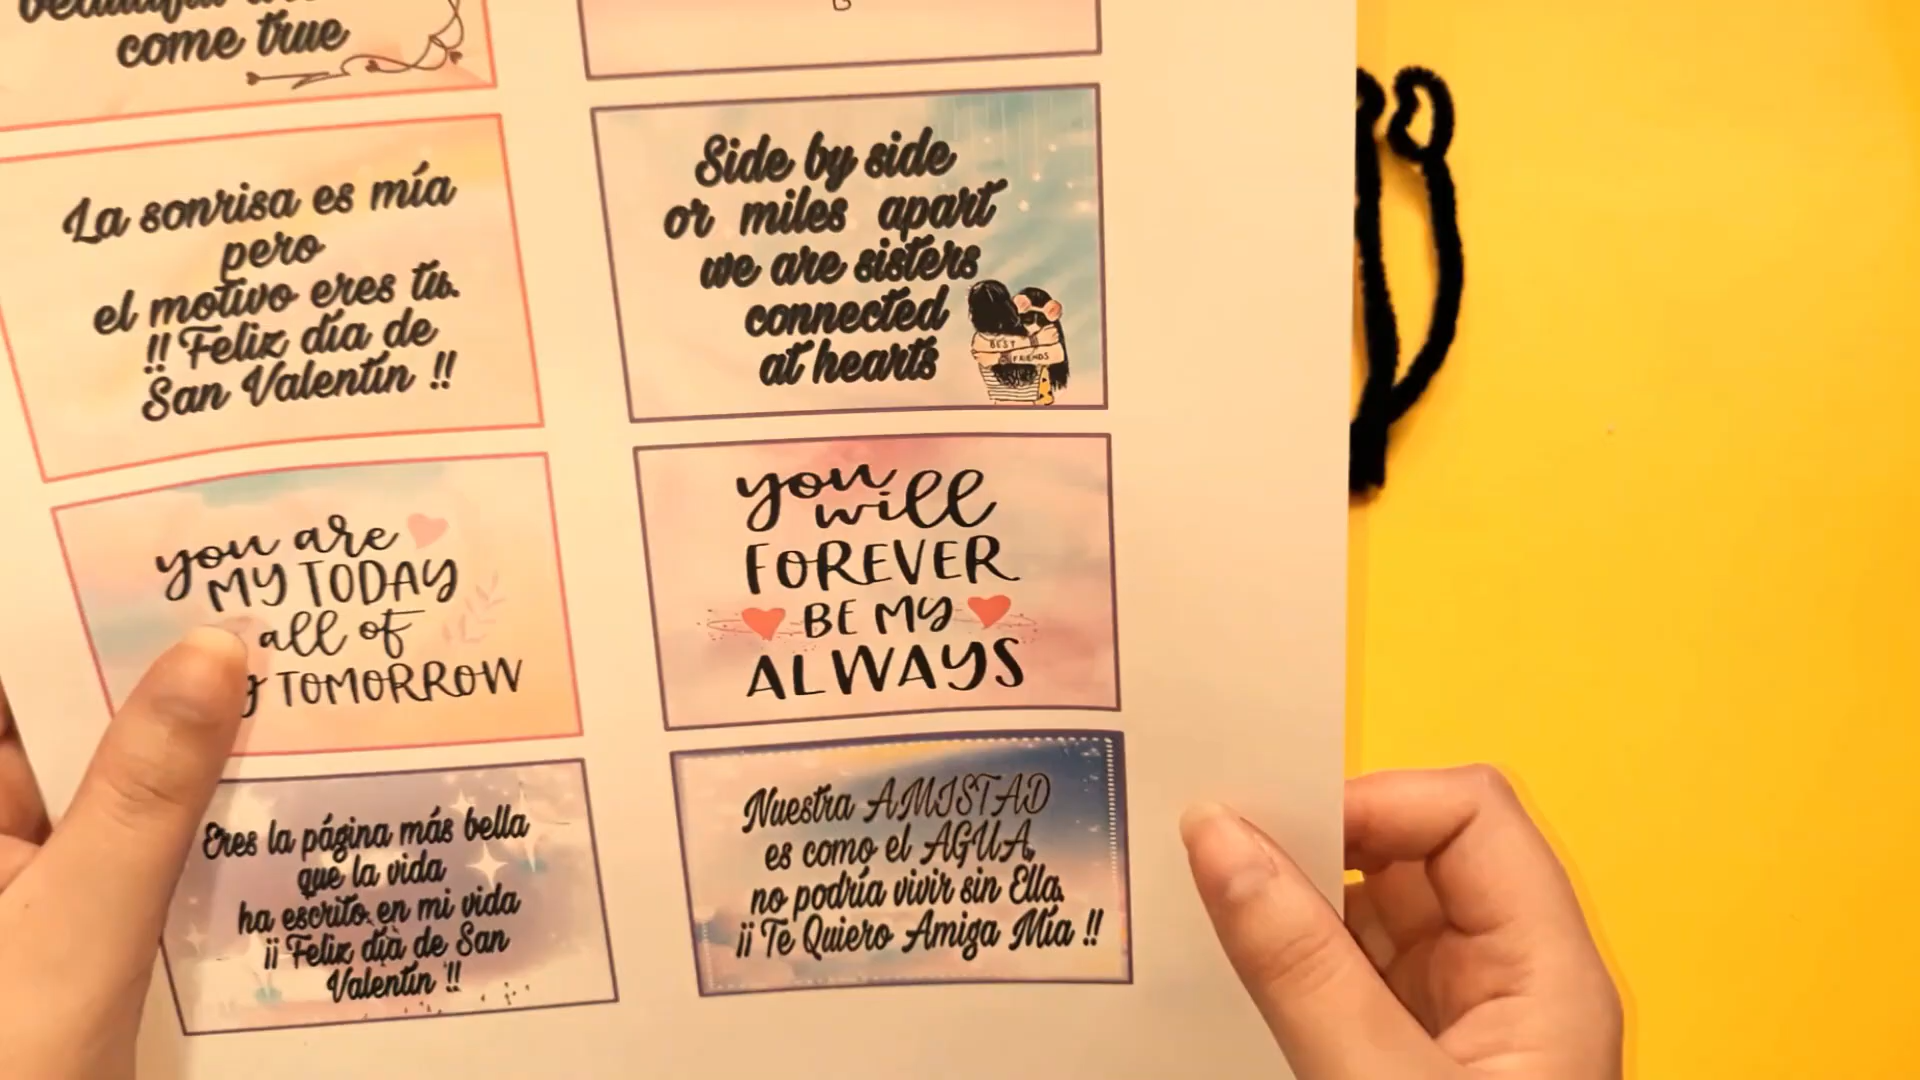 come true
La sonrisa es mía
pero
el motivo eres tu.
!! Feliz día de
San Valentín !!
you are
MY TODAY
all of
TOMORROW
Eres la página más bella
que la vida
ha escrito en mi vida
¡¡ Feliz día de San
Valentín !!
Side by side
or miles apart
we are sisters
connected
at hearts
BEST
FRIENDS
you
will
FOREVER
BE MY
ALWAYS
Nuestra AMISTAD
es como el AGUA,
no podría vivir sin Ella.
¡¡ Te Quiero Amiga Mía !!